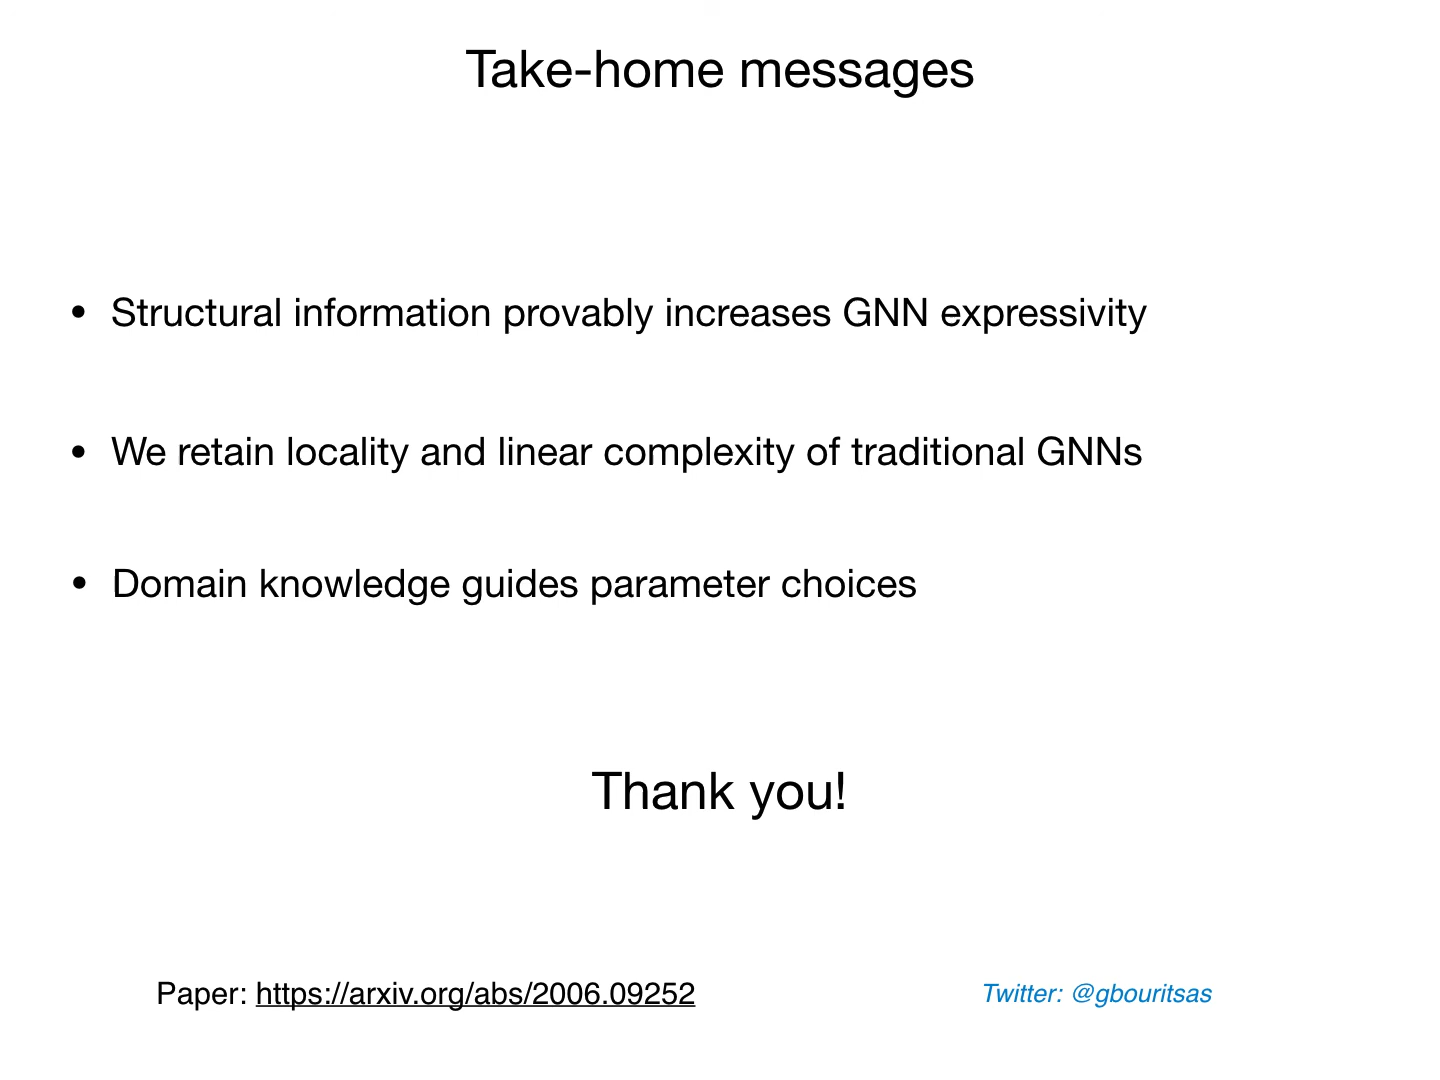 Take-home messages
• Structural information provably increases GNN expressivity
• We retain locality and linear complexity of traditional GNNs
• Domain knowledge guides parameter choices
Thank you!
Paper: https://arxiv.org/abs/2006.09252
Twitter: @gbouritsas